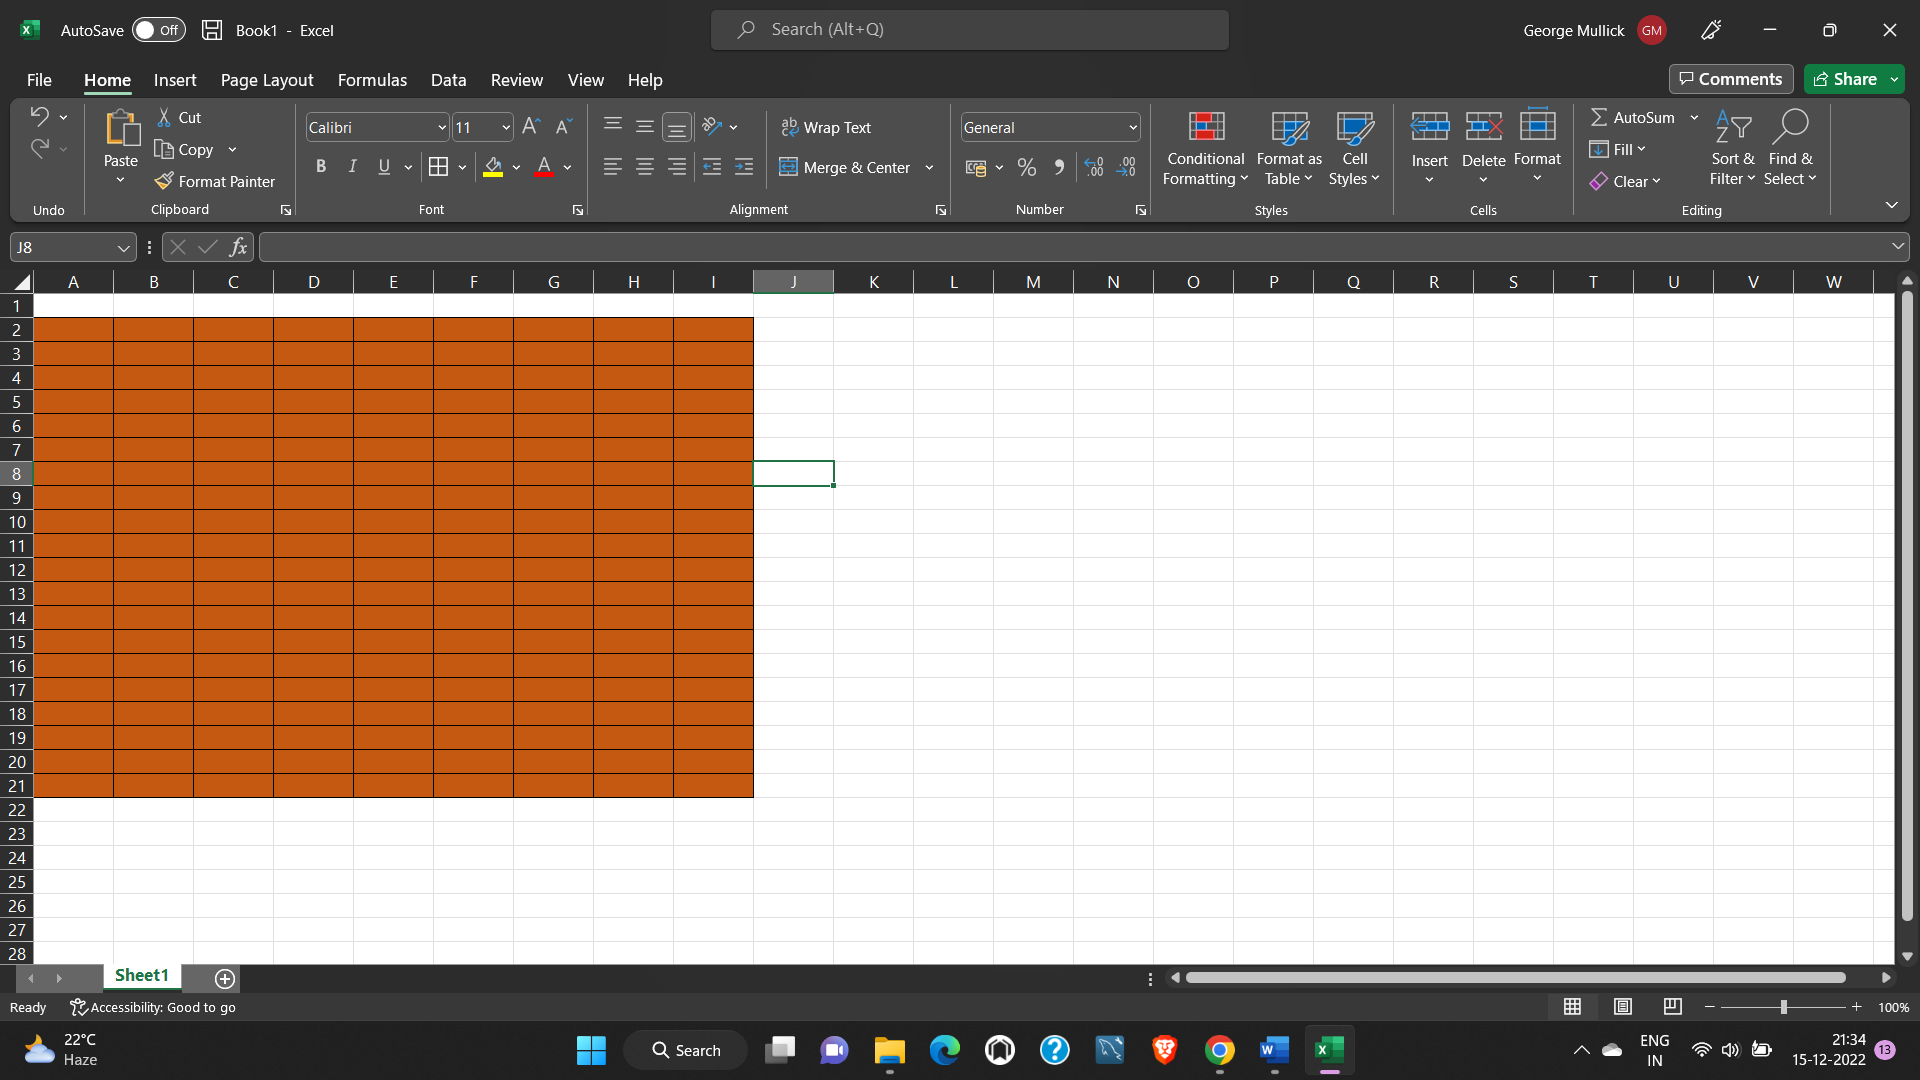 AutoSave Off Book1 - Excel Search (Alt+Q) George Mullick GM
File Home Insert Page Layout Formulas Data Review View Help Comments Share
Cut Calibri 11 Wrap Text General AutoSum
Paste Copy Conditional Formatting Format as Table Cell Styles Insert Delete Format Fill Sort & Filter Find & Select
Format Painter B I U A Merge & Center % Clear
Undo Clipboard Font Alignment Number Styles Cells Editing
J8 fx
A B C D E F G H I J K L M N O P Q R S T U V W
1
2
3
4
5
6
7
8
9
10
11
12
13
14
15
16
17
18
19
20
21
22
23
24
25
26
27
28
Sheet1
Ready Accessibility: Good to go 100%
22°C Search ENG 21:34
Haze IN 15-12-2022 13